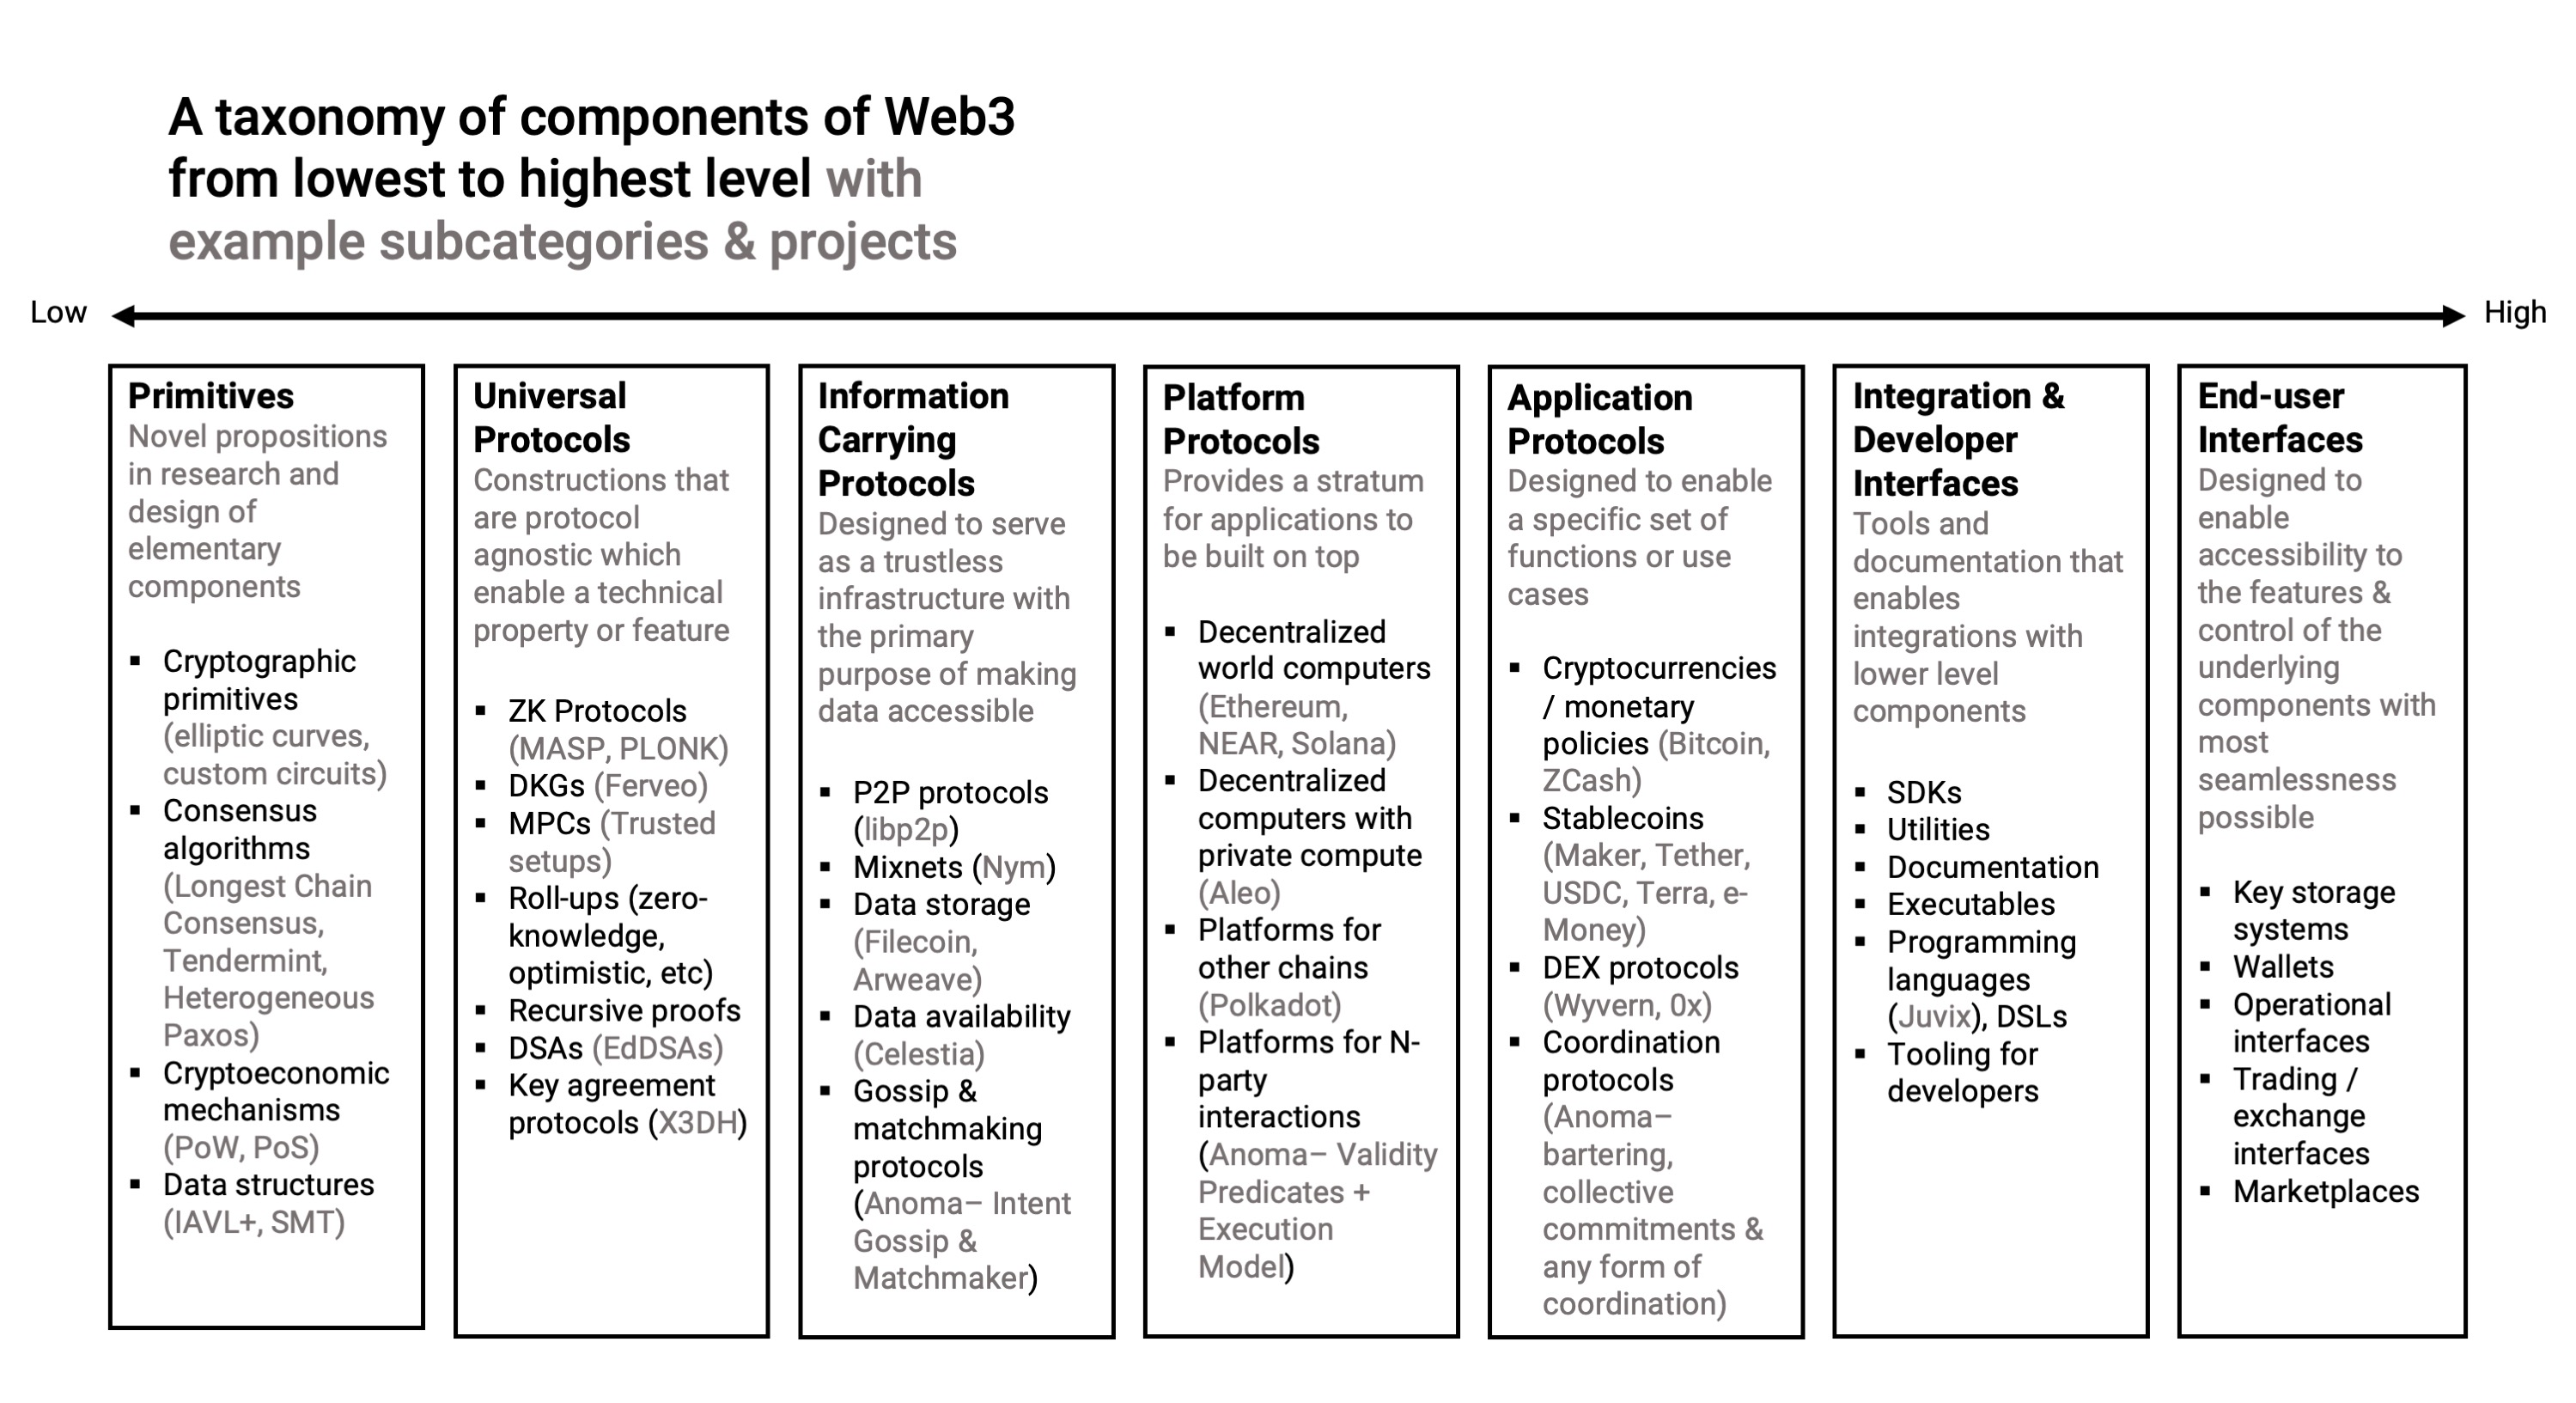 A taxonomy of components of Web3
from lowest to highest level with
example subcategories & projects
Low
High
Primitives
Novel propositions
in research and
design of
elementary
components
▪ Cryptographic
primitives
(elliptic curves,
custom circuits)
▪ Consensus
algorithms
(Longest Chain
Consensus,
Tendermint,
Heterogeneous
Paxos)
▪ Cryptoeconomic
mechanisms
(PoW, PoS)
▪ Data structures
(IAVL+, SMT)
Universal
Protocols
Constructions that
are protocol
agnostic which
enable a technical
property or feature
▪ ZK Protocols
(MASP, PLONK)
▪ DKGs (Ferveo)
▪ MPCs (Trusted
setups)
▪ Roll-ups (zero-
knowledge,
optimistic, etc)
▪ Recursive proofs
▪ DSAs (EdDSAs)
▪ Key agreement
protocols (X3DH)
Information
Carrying
Protocols
Designed to serve
as a trustless
infrastructure with
the primary
purpose of making
data accessible
▪ P2P protocols
(libp2p)
▪ Mixnets (Nym)
▪ Data storage
(Filecoin,
Arweave)
▪ Data availability
(Celestia)
▪ Gossip &
matchmaking
protocols
(Anoma– Intent
Gossip &
Matchmaker)
Platform
Protocols
Provides a stratum
for applications to
be built on top
▪ Decentralized
world computers
(Ethereum,
NEAR, Solana)
▪ Decentralized
computers with
private compute
(Aleo)
▪ Platforms for
other chains
(Polkadot)
▪ Platforms for N-
party
interactions
(Anoma– Validity
Predicates +
Execution
Model)
Application
Protocols
Designed to enable
a specific set of
functions or use
cases
▪ Cryptocurrencies
/ monetary
policies (Bitcoin,
ZCash)
▪ Stablecoins
(Maker, Tether,
USDC, Terra, e-
Money)
▪ DEX protocols
(Wyvern, 0x)
▪ Coordination
protocols
(Anoma–
bartering,
collective
commitments &
any form of
coordination)
Integration &
Developer
Interfaces
Tools and
documentation that
enables
integrations with
lower level
components
▪ SDKs
▪ Utilities
▪ Documentation
▪ Executables
▪ Programming
languages
(Juvix), DSLs
▪ Tooling for
developers
End-user
Interfaces
Designed to
enable
accessibility to
the features &
control of the
underlying
components with
most
seamlessness
possible
▪ Key storage
systems
▪ Wallets
▪ Operational
interfaces
▪ Trading /
exchange
interfaces
▪ Marketplaces